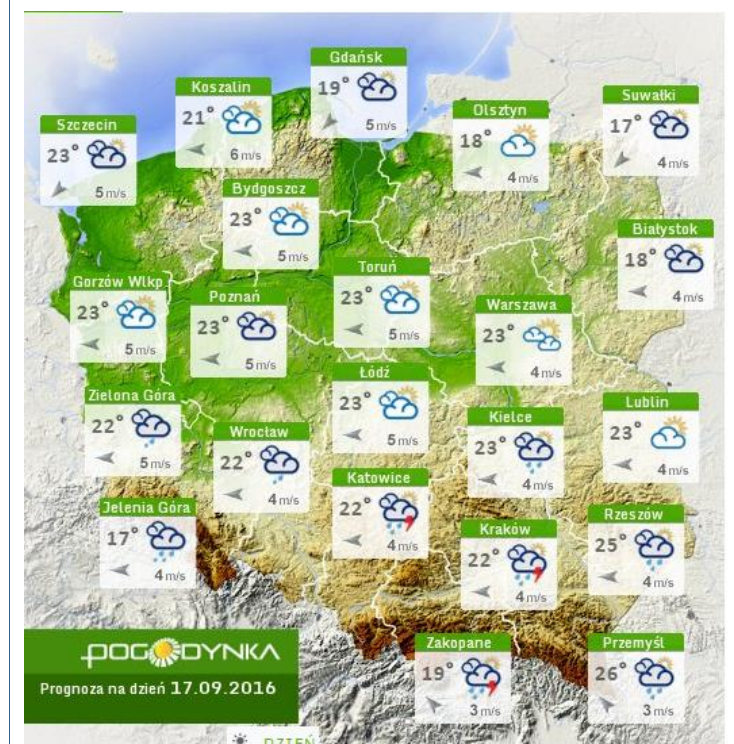 Gdańsk
19°
5 m/s
Koszalin
21°
6 m/s
Suwałki
17°
4 m/s
Olsztyn
18°
4 m/s
Szczecin
23°
5 m/s
Bydgoszcz
23°
5 m/s
Białystok
18°
4 m/s
Toruń
23°
5 m/s
Gorzów Wlkp
23°
5 m/s
Poznań
23°
5 m/s
Warszawa
23°
4 m/s
Łódź
23°
5 m/s
Zielona Góra
22°
5 m/s
Lublin
23°
4 m/s
Kielce
23°
4 m/s
Wrocław
22°
4 m/s
Katowice
22°
4 m/s
Jelenia Góra
17°
4 m/s
Rzeszów
25°
4 m/s
Kraków
22°
4 m/s
Zakopane
19°
3 m/s
Przemyśl
26°
3 m/s
POGODYNKA
Prognoza na dzień 17.09.2016
DZIEŃ